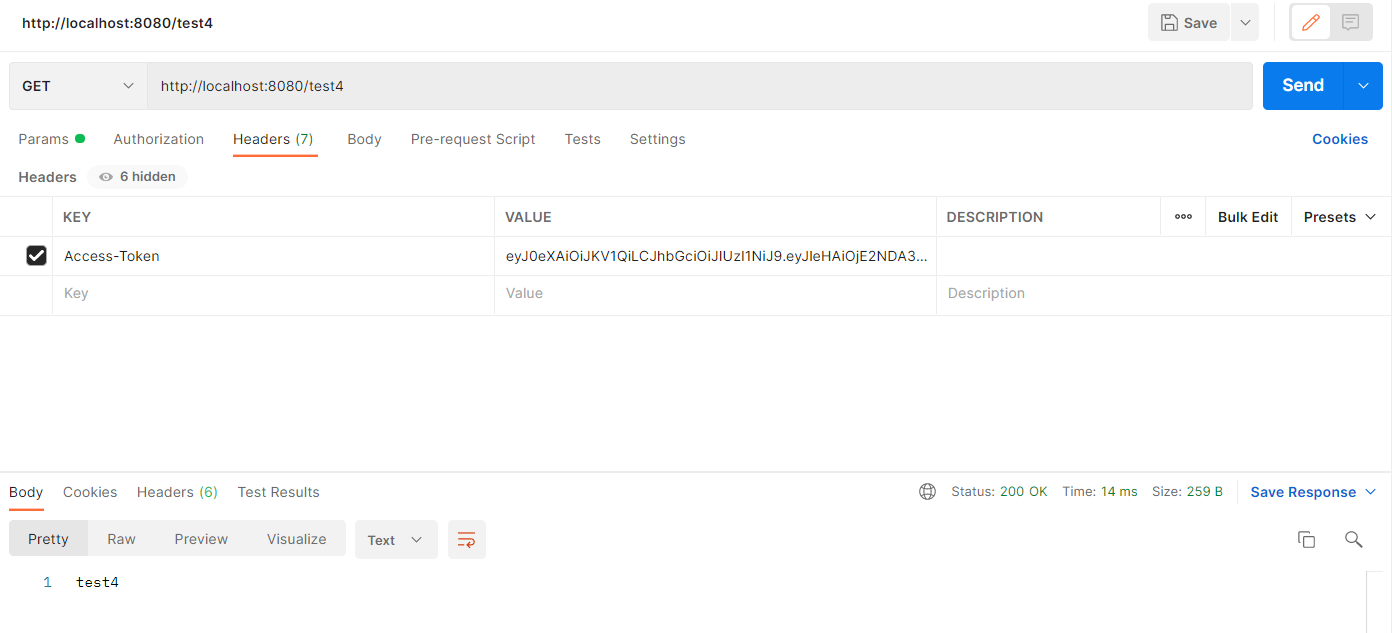 http://localhost:8080/test4 Save
GET http://localhost:8080/test4 Send
Params Authorization Headers (7) Body Pre-request Script Tests Settings Cookies
Headers 6 hidden
KEY VALUE DESCRIPTION ooo Bulk Edit Presets
Access-Token eyJ0eXAiOiJKV1QiLCJhbGciOiJIUzI1NiJ9.eyJleHAiOjE2NDA3...
Key Value Description
Body Cookies Headers (6) Test Results Status: 200 OK Time: 14 ms Size: 259 B Save Response
Pretty Raw Preview Visualize Text
1 test4